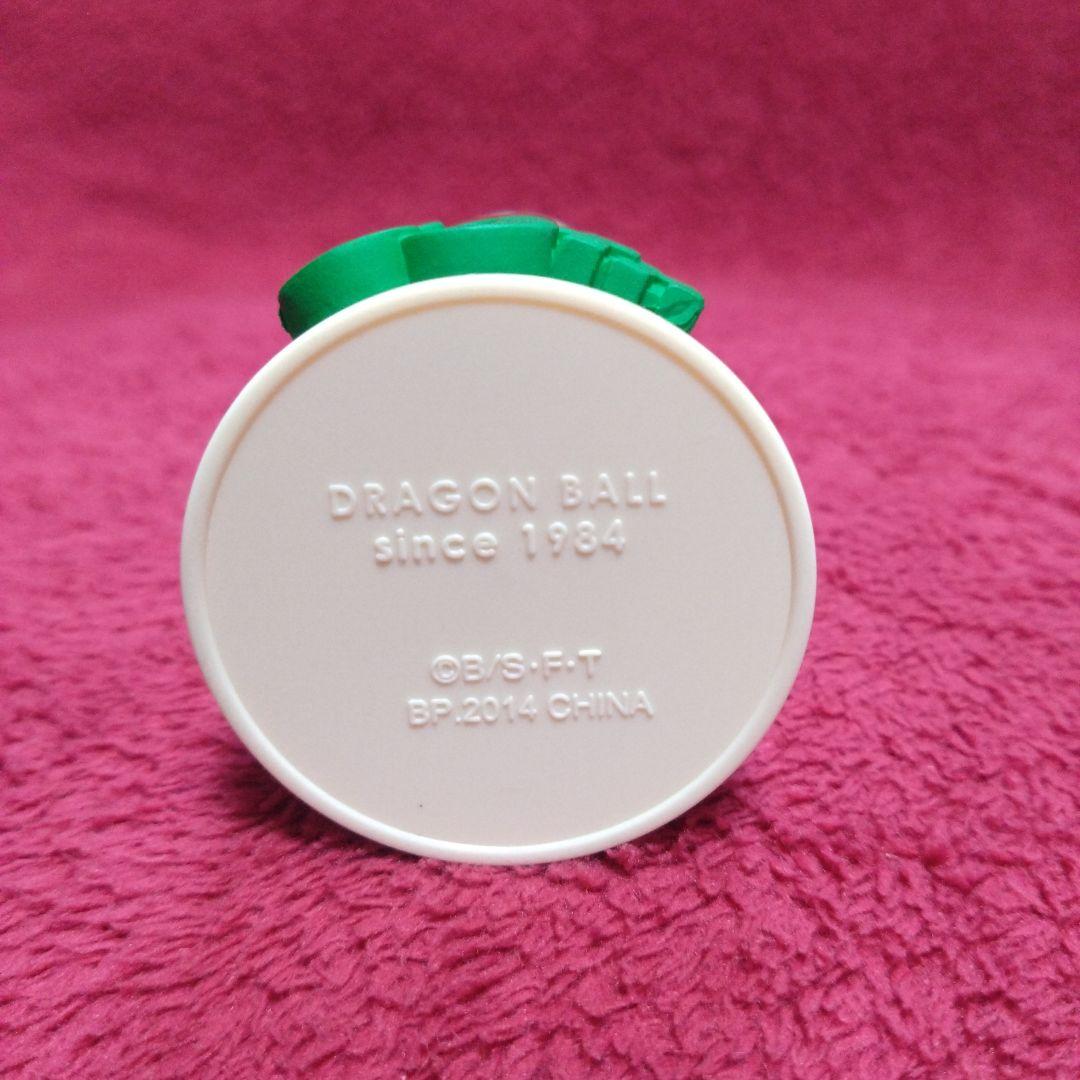 DRAGON BALL
since 1984
©B/S・F・T
BP.2014 CHINA